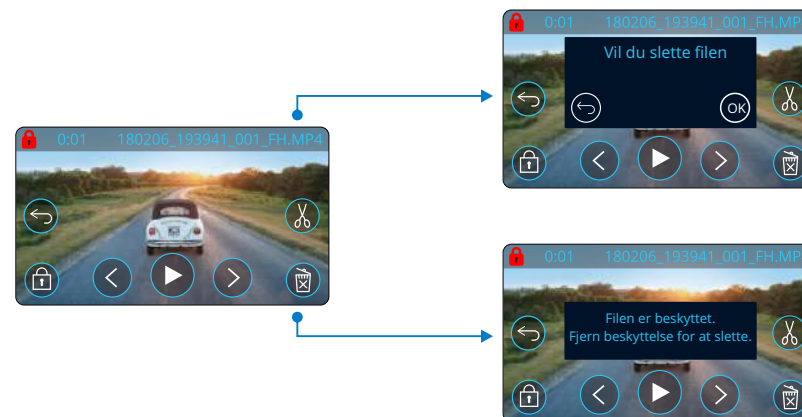 0:01 180206_193941_001_FH.MP4
0:01 180206_193941_001_FH.MP
Vil du slette filen
OK
0:01 180206_193941_001_FH.MP
Filen er beskyttet.
Fjern beskyttelse for at slette.